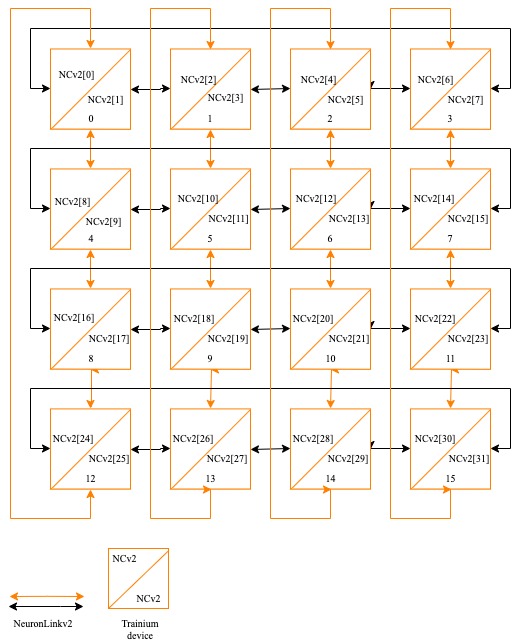 NCv2[0]
NCv2[1]
0
NCv2[2]
NCv2[3]
1
NCv2[4]
NCv2[5]
2
NCv2[6]
NCv2[7]
3
NCv2[8]
NCv2[9]
4
NCv2[10]
NCv2[11]
5
NCv2[12]
NCv2[13]
6
NCv2[14]
NCv2[15]
7
NCv2[16]
NCv2[17]
8
NCv2[18]
NCv2[19]
9
NCv2[20]
NCv2[21]
10
NCv2[22]
NCv2[23]
11
NCv2[24]
NCv2[25]
12
NCv2[26]
NCv2[27]
13
NCv2[28]
NCv2[29]
14
NCv2[30]
NCv2[31]
15
NeuronLinkv2
NCv2
NCv2
Trainium
device